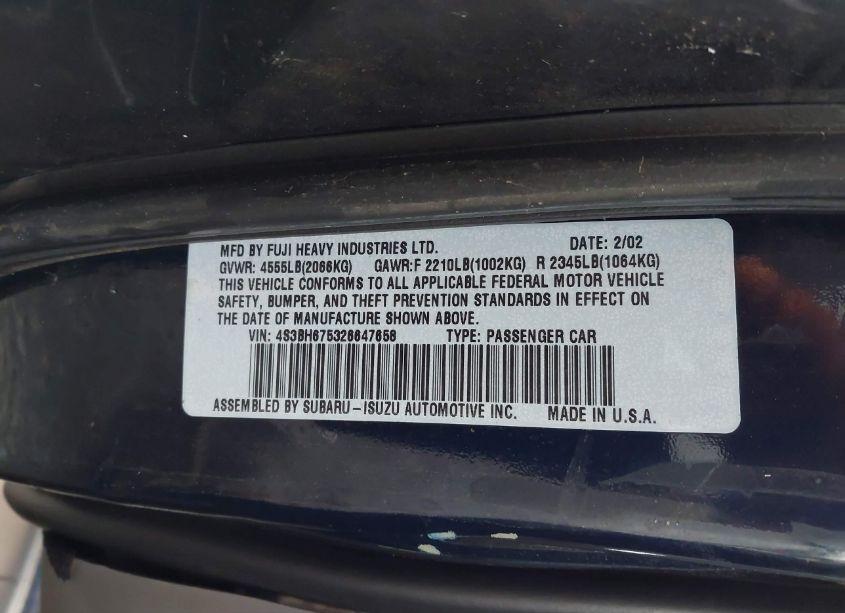 MFD BY FUJI HEAVY INDUSTRIES LTD. DATE: 2/02
GVWR: 4555LB(2066KG) GAWR:F 2210LB(1002KG) R 2345LB(1064KG)
THIS VEHICLE CONFORMS TO ALL APPLICABLE FEDERAL MOTOR VEHICLE
SAFETY, BUMPER, AND THEFT PREVENTION STANDARDS IN EFFECT ON
THE DATE OF MANUFACTURE SHOWN ABOVE.
VIN: 4S3BH675326647658 TYPE: PASSENGER CAR
ASSEMBLED BY SUBARU-ISUZU AUTOMOTIVE INC. MADE IN U.S.A.